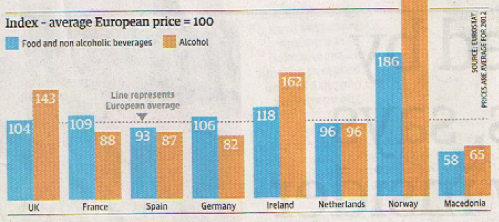 Index - average European price = 100
Food and non alcoholic beverages
Alcohol
Line represents
European average
SOURCE: EUROSTAT.
PRICES ARE AVERAGE FOR 2012
104
143
109
88
93
87
106
82
118
162
96
96
186
58
65
UK
France
Spain
Germany
Ireland
Netherlands
Norway
Macedonia